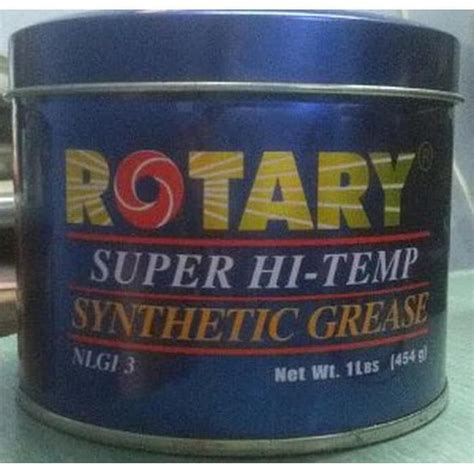 ROTARY®
SUPER HI-TEMP
SYNTHETIC GREASE
NLGI 3
Net Wt. 1LBS (454 g)